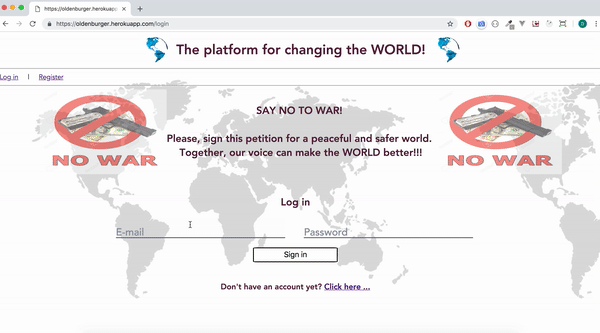 https://oldenburger.herokuapp.
https://oldenburger.herokuapp.com/login
The platform for changing the WORLD!
Log in | Register
SAY NO TO WAR!
NO WAR
NO WAR
Please, sign this petition for a peaceful and safer world.
Together, our voice can make the WORLD better!!!
Log in
E-mail
Password
Sign in
Don't have an account yet? Click here ...